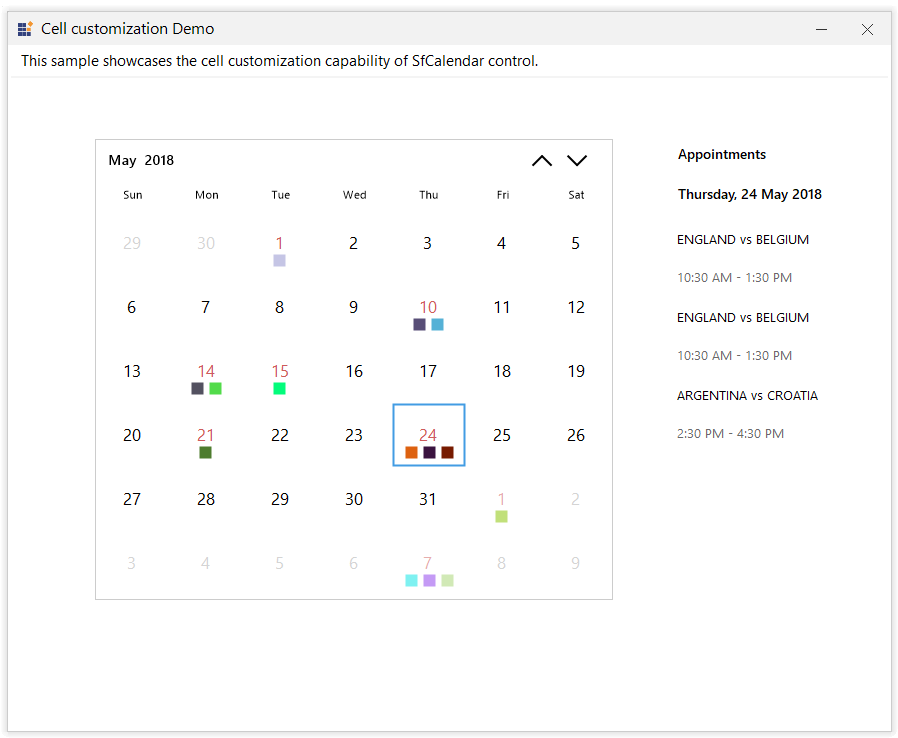 Cell customization Demo
This sample showcases the cell customization capability of SfCalendar control.
May 2018
Sun Mon Tue Wed Thu Fri Sat
29 30 1 2 3 4 5
6 7 8 9 10 11 12
13 14 15 16 17 18 19
20 21 22 23 24 25 26
27 28 29 30 31 1 2
3 4 5 6 7 8 9
Appointments
Thursday, 24 May 2018
ENGLAND vs BELGIUM
10:30 AM - 1:30 PM
ENGLAND vs BELGIUM
10:30 AM - 1:30 PM
ARGENTINA vs CROATIA
2:30 PM - 4:30 PM